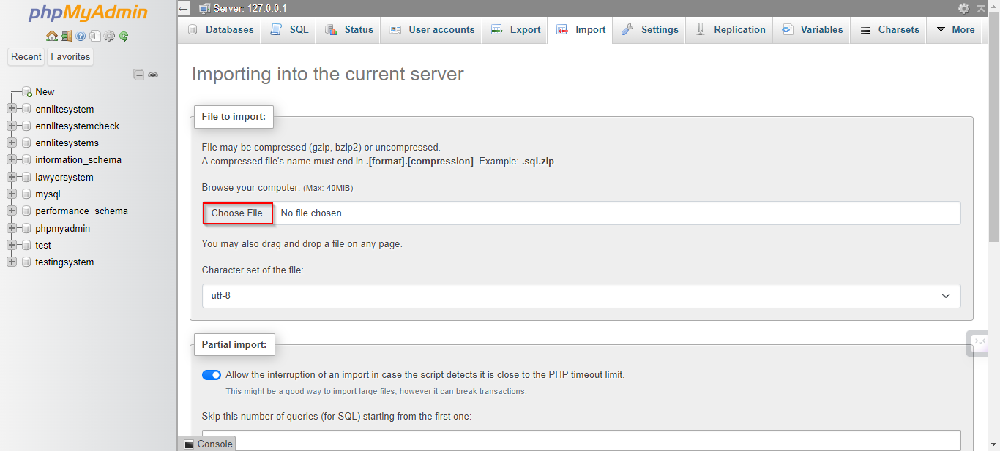 phpMyAdmin
Recent
Favorites
New
ennlitesystem
ennlitesystemcheck
ennlitesystems
information_schema
lawyersystem
mysql
performance_schema
phpmyadmin
test
testingsystem
Server: 127.0.0.1
Databases
SQL
Status
User accounts
Export
Import
Settings
Replication
Variables
Charsets
More
Importing into the current server
File to import:
File may be compressed (gzip, bzip2) or uncompressed.
A compressed file's name must end in .[format].[compression]. Example: .sql.zip
Browse your computer: (Max: 40MiB)
Choose File No file chosen
You may also drag and drop a file on any page.
Character set of the file:
utf-8
Partial import:
Allow the interruption of an import in case the script detects it is close to the PHP timeout limit.
This might be a good way to import large files, however it can break transactions.
Skip this number of queries (for SQL) starting from the first one:
Console